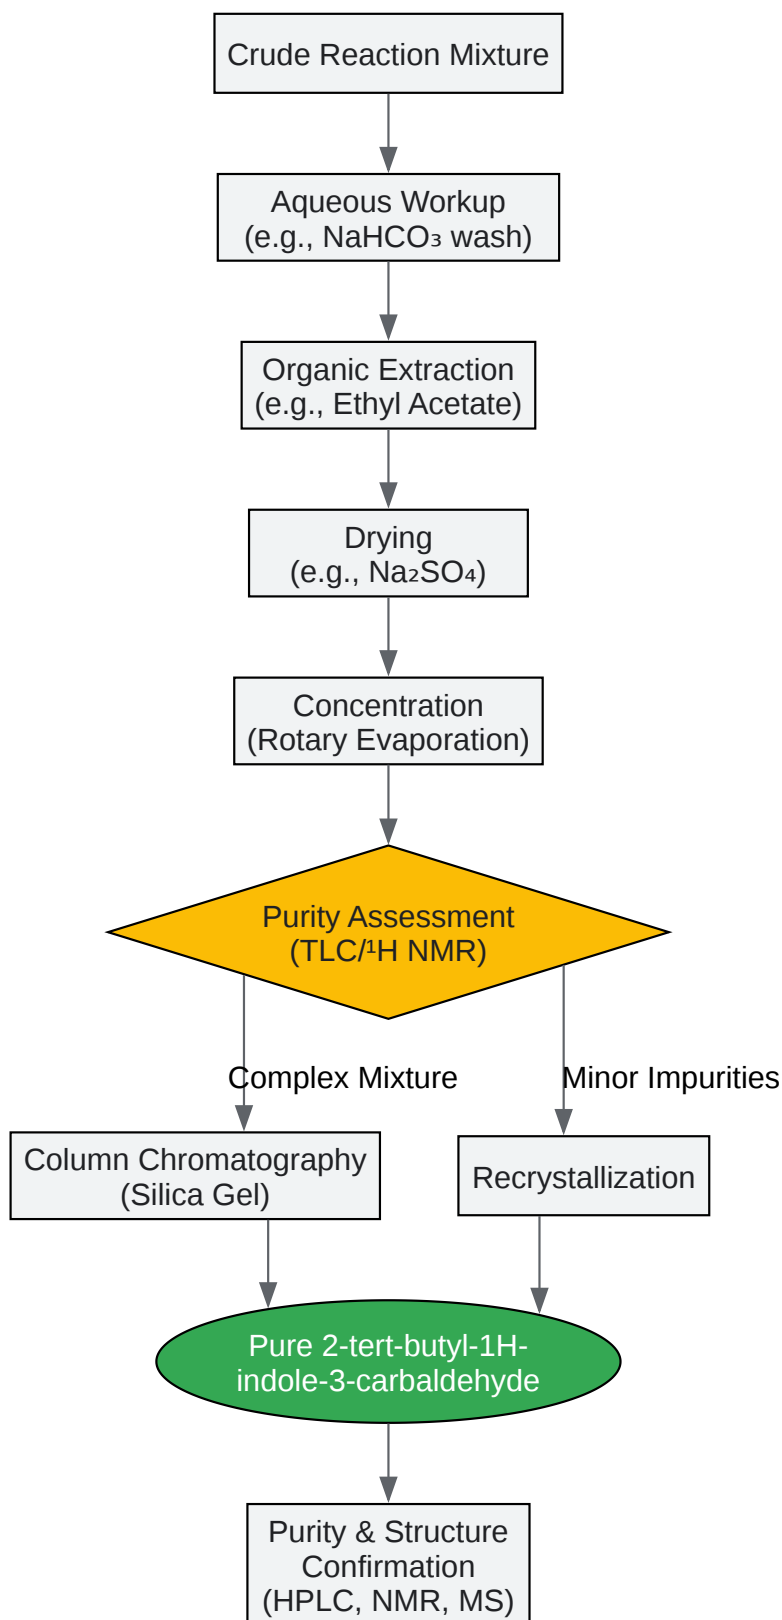 Crude Reaction Mixture
Aqueous Workup
(e.g., NaHCO₃ wash)
Organic Extraction
(e.g., Ethyl Acetate)
Drying
(e.g., Na₂SO₄)
Concentration
(Rotary Evaporation)
Purity Assessment
(TLC/¹H NMR)
Complex Mixture
Minor Impurities
Column Chromatography
(Silica Gel)
Recrystallization
Pure 2-tert-butyl-1H-
indole-3-carbaldehyde
Purity & Structure
Confirmation
(HPLC, NMR, MS)